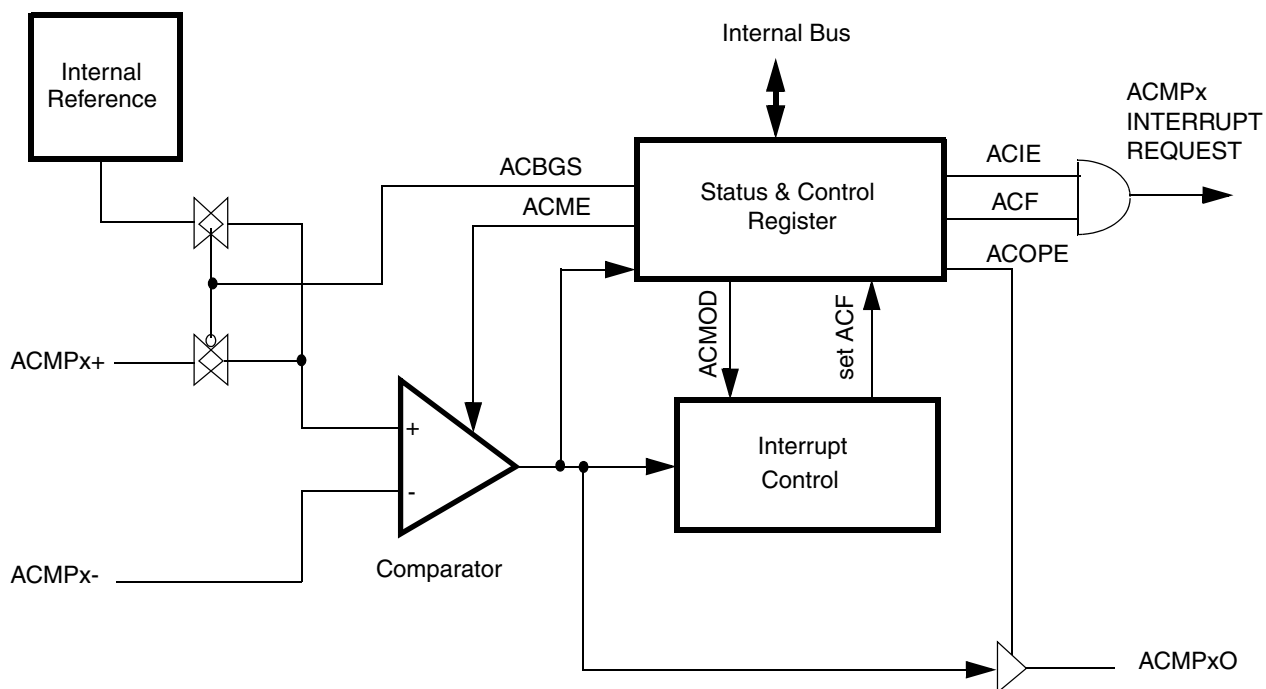 Internal Bus
Internal
Reference
ACMPx
INTERRUPT
REQUEST
ACBGS
ACME
Status & Control
Register
ACIE
ACF
ACOPE
ACMOD
set ACF
ACMPx+
+
-
Interrupt
Control
Comparator
ACMPx-
ACMPxO